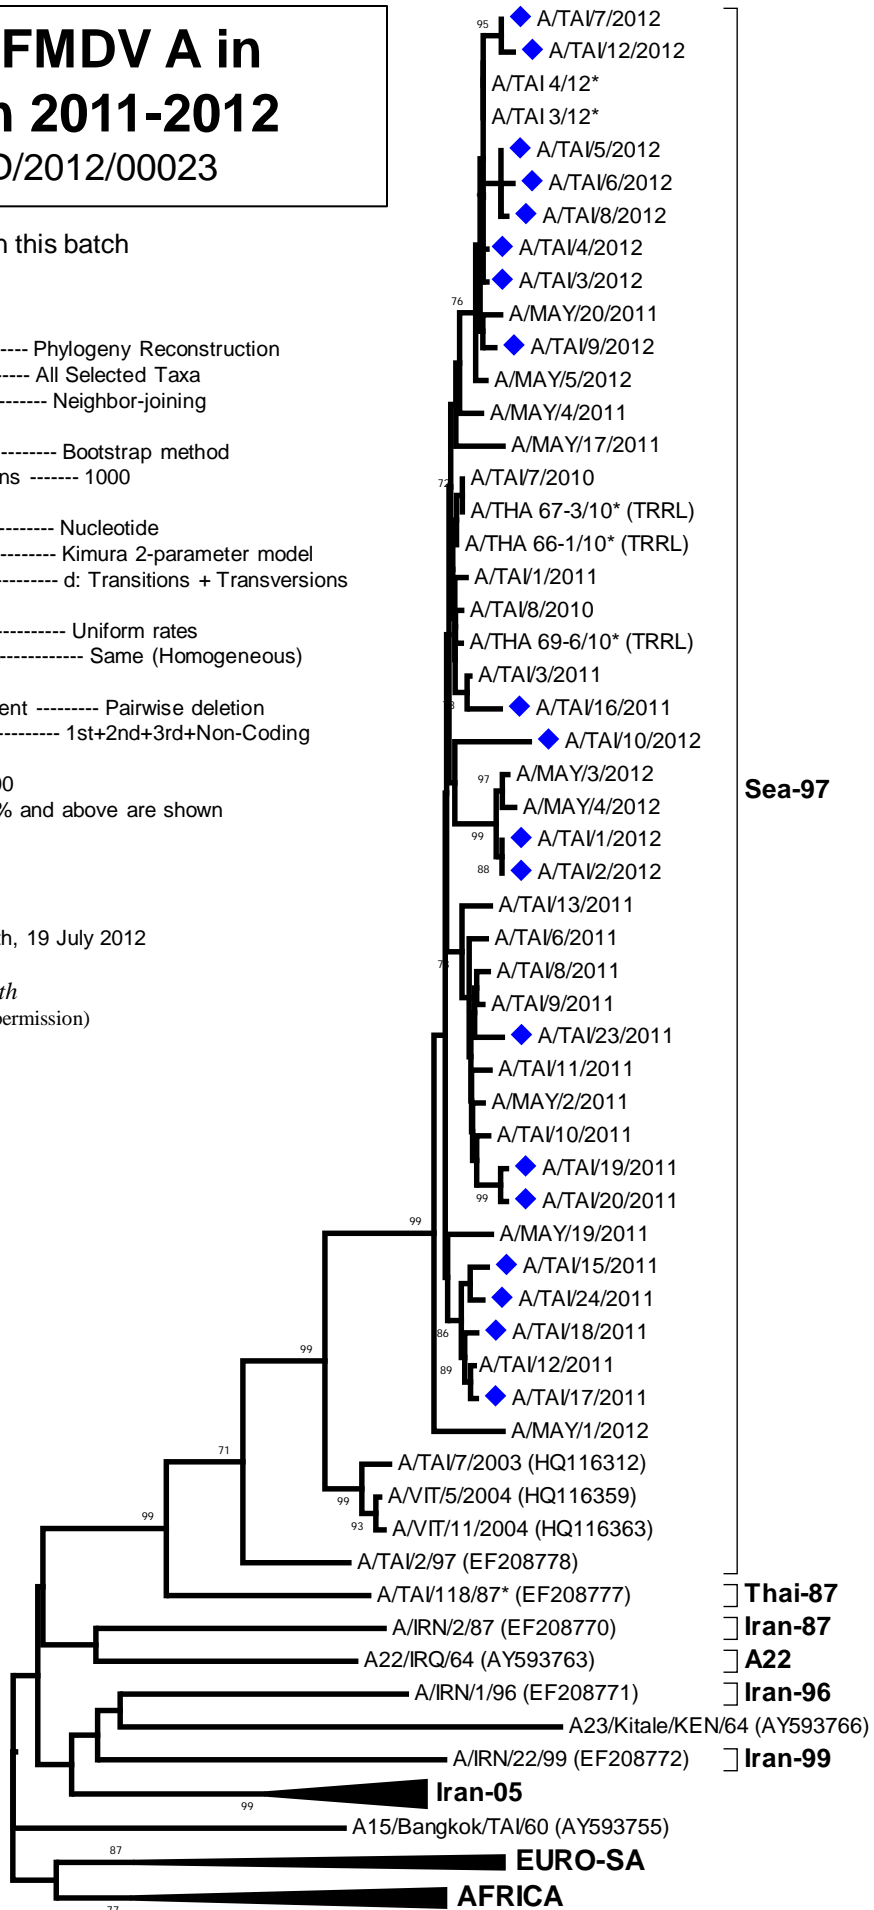 FMDV A in
2011-2012
/2012/00023
this batch
---- Phylogeny Reconstruction
----- All Selected Taxa
-------- Neighbor-joining
--------- Bootstrap method
ns ------- 1000
--------- Nucleotide
--------- Kimura 2-parameter model
---------- d: Transitions + Transversions
----------- Uniform rates
------------- Same (Homogeneous)
ent --------- Pairwise deletion
---------- 1st+2nd+3rd+Non-Coding
% and above are shown
h, 19 July 2012
th
permission)
95
A/TAI/7/2012
A/TAI/12/2012
A/TAI 4/12*
A/TAI 3/12*
A/TAI/5/2012
A/TAI/6/2012
A/TAI/8/2012
A/TAI/4/2012
A/TAI/3/2012
76
A/MAY/20/2011
A/TAI/9/2012
A/MAY/5/2012
A/MAY/4/2011
A/MAY/17/2011
72
A/TAI/7/2010
A/THA 67-3/10* (TRRL)
A/THA 66-1/10* (TRRL)
A/TAI/1/2011
A/TAI/8/2010
A/THA 69-6/10* (TRRL)
A/TAI/3/2011
A/TAI/16/2011
A/TAI/10/2012
97
A/MAY/3/2012
Sea-97
A/MAY/4/2012
99
A/TAI/1/2012
88
A/TAI/2/2012
A/TAI/13/2011
A/TAI/6/2011
A/TAI/8/2011
A/TAI/9/2011
A/TAI/23/2011
A/TAI/11/2011
A/MAY/2/2011
A/TAI/10/2011
A/TAI/19/2011
99
A/TAI/20/2011
99
A/MAY/19/2011
A/TAI/15/2011
A/TAI/24/2011
86
A/TAI/18/2011
99
A/TAI/12/2011
89
A/TAI/17/2011
A/MAY/1/2012
71
A/TAI/7/2003 (HQ116312)
99
A/VIT/5/2004 (HQ116359)
99
93
A/VIT/11/2004 (HQ116363)
A/TAI/2/97 (EF208778)
A/TAI/118/87* (EF208777)
Thai-87
A/IRN/2/87 (EF208770)
Iran-87
A22/IRQ/64 (AY593763)
A22
A/IRN/1/96 (EF208771)
Iran-96
A23/Kitale/KEN/64 (AY593766)
A/IRN/22/99 (EF208772)
Iran-99
99
Iran-05
A15/Bangkok/TAI/60 (AY593755)
87
EURO-SA
77
AFRICA